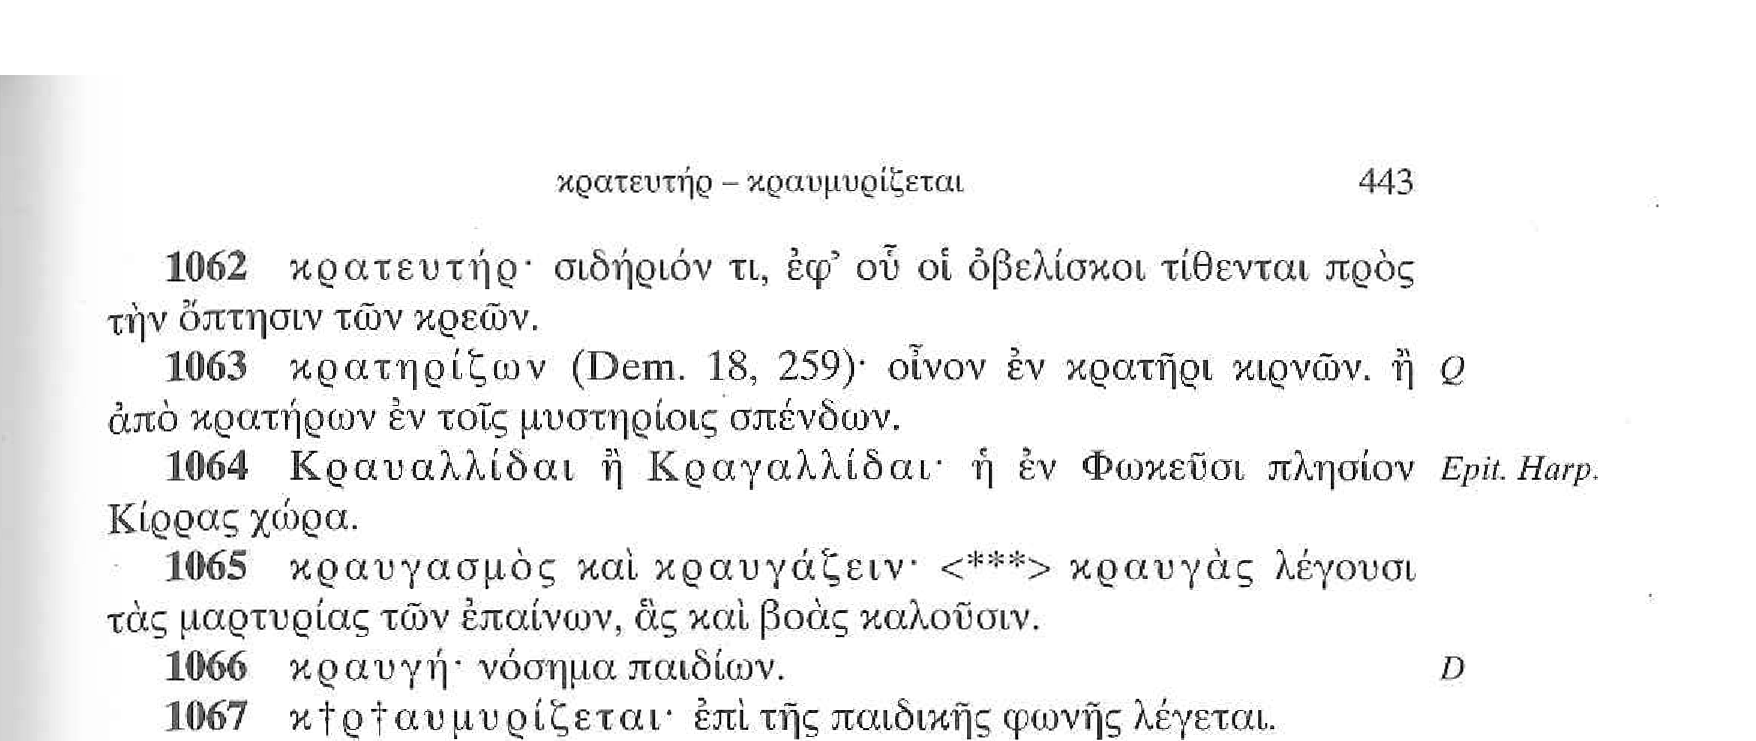 κρατευτήρ – κραυμυρίζεται 443
1062 κρατευτήρ· σιδήριόν τι, ἐφ’ οὗ οἱ ὀβελίσκοι τίθενται πρὸς
τὴν ὄπτησιν τῶν κρεῶν.
1063 κρατηρίζων (Dem. 18, 259)· οἶνον ἐν κρατῆρι κιρνῶν. ἢ Q
ἀπὸ κρατήρων ἐν τοῖς μυστηρίοις σπένδων.
1064 Κραυαλλίδαι ἢ Κραγαλλίδαι· ἡ ἐν Φωκεῦσι πλησίον Epit. Harp.
Κίρρας χώρα.
1065 κραυγασμὸς καὶ κραυγάζειν· <***> κραυγὰς λέγουσι
τὰς μαρτυρίας τῶν ἐπαίνων, ἃς καὶ βοὰς καλοῦσιν.
1066 κραυγή· νόσημα παιδίων. D
1067 κ†ρ†αυμυρίζεται· ἐπὶ τῆς παιδικῆς φωνῆς λέγεται.